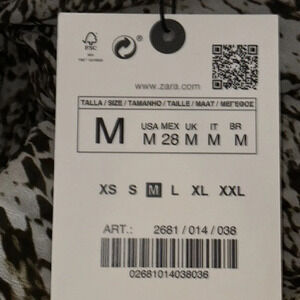 FSC
www.zara.com
TALLA / SIZE / TAMANHO / TAILLE / MAAT / ΜΕΓΕΘΟΣ
M USA MEX UK IT BR
M 28 M M M
XS S M L XL XXL
ART.: 2681 / 014 / 038
02681014038036